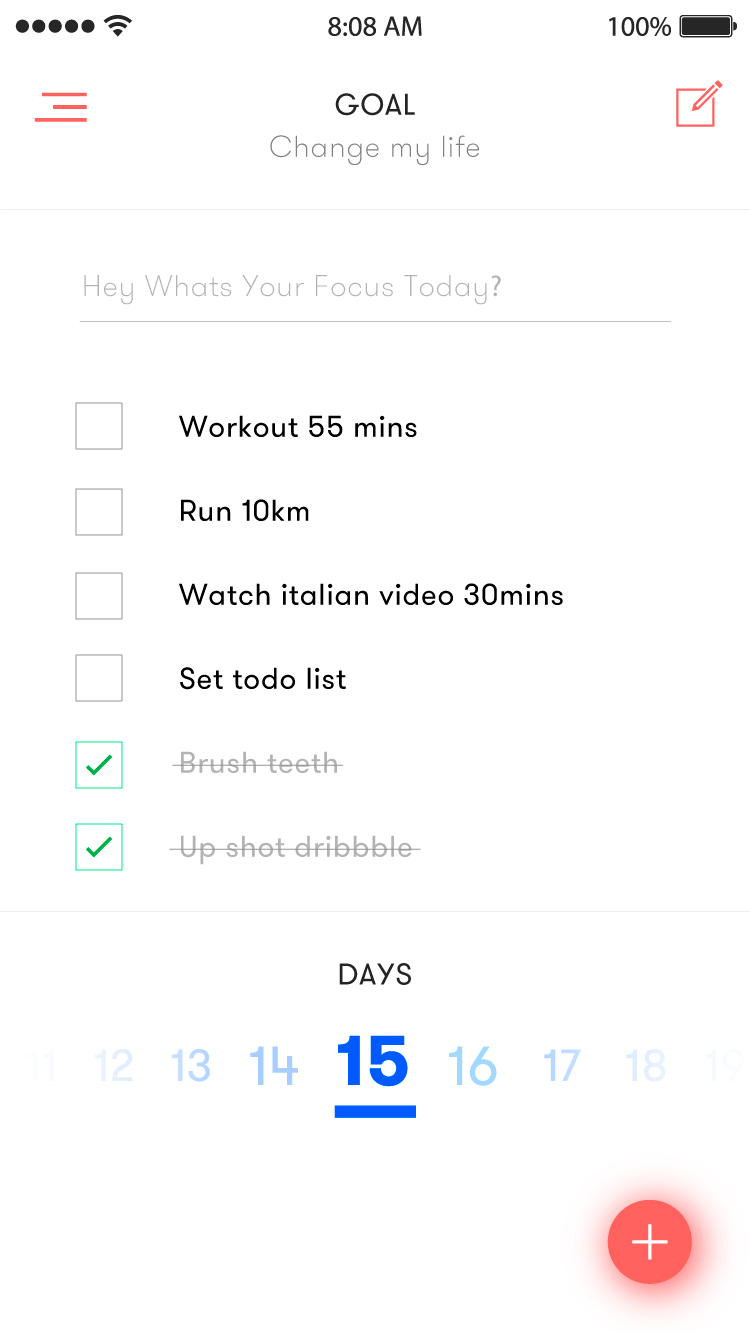 8:08 AM
100%
GOAL
Change my life
Hey Whats Your Focus Today?
Workout 55 mins
Run 10km
Watch italian video 30mins
Set todo list
Brush teeth
Up shot dribbble
DAYS
11 12 13 14 15 16 17 18 19